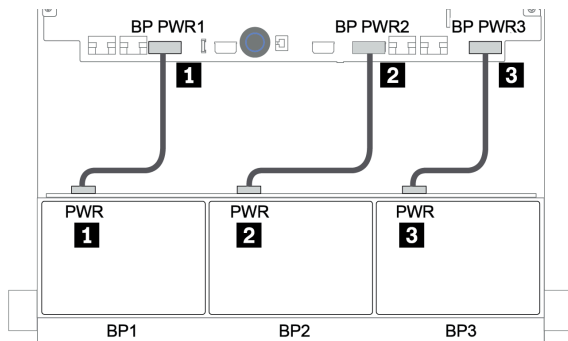 BP PWR1 BP PWR2 BP PWR3
1 2 3
PWR PWR PWR
1 2 3
BP1 BP2 BP3